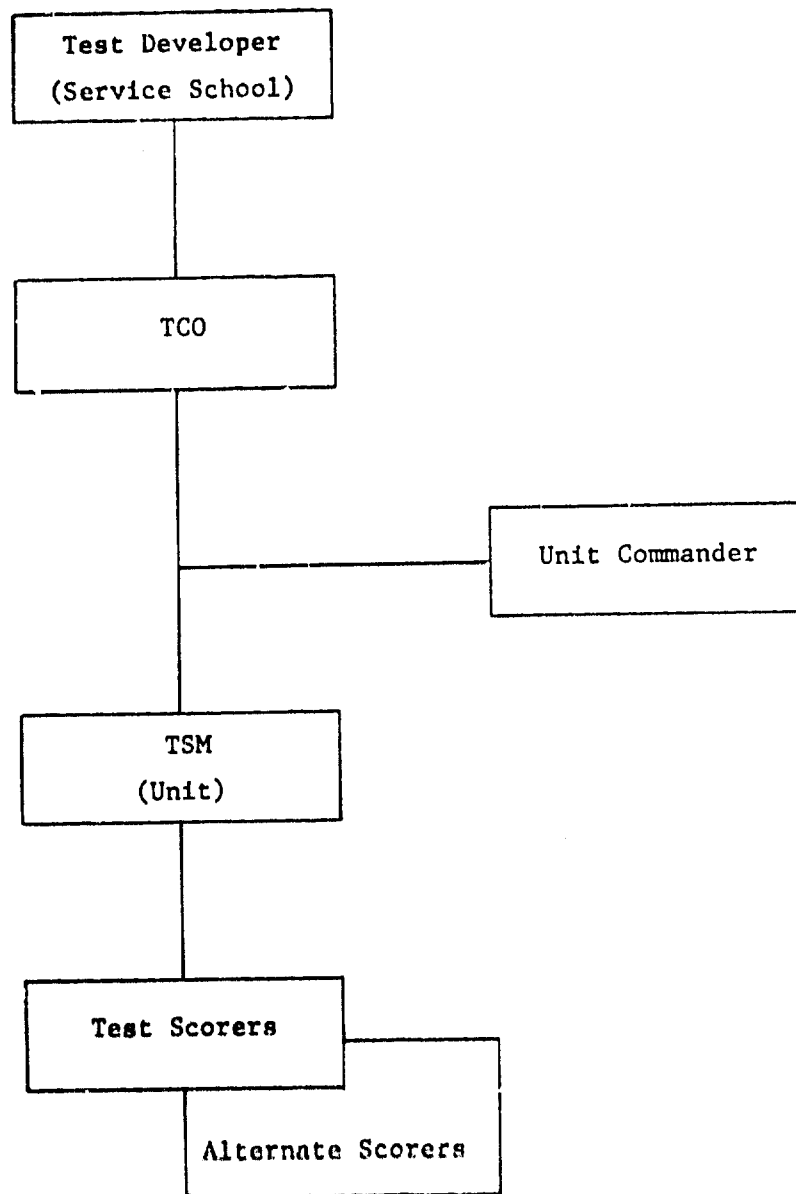 Test Developer
(Service School)
TCO
Unit Commander
TSM
(Unit)
Test Scorers
Alternate Scorers